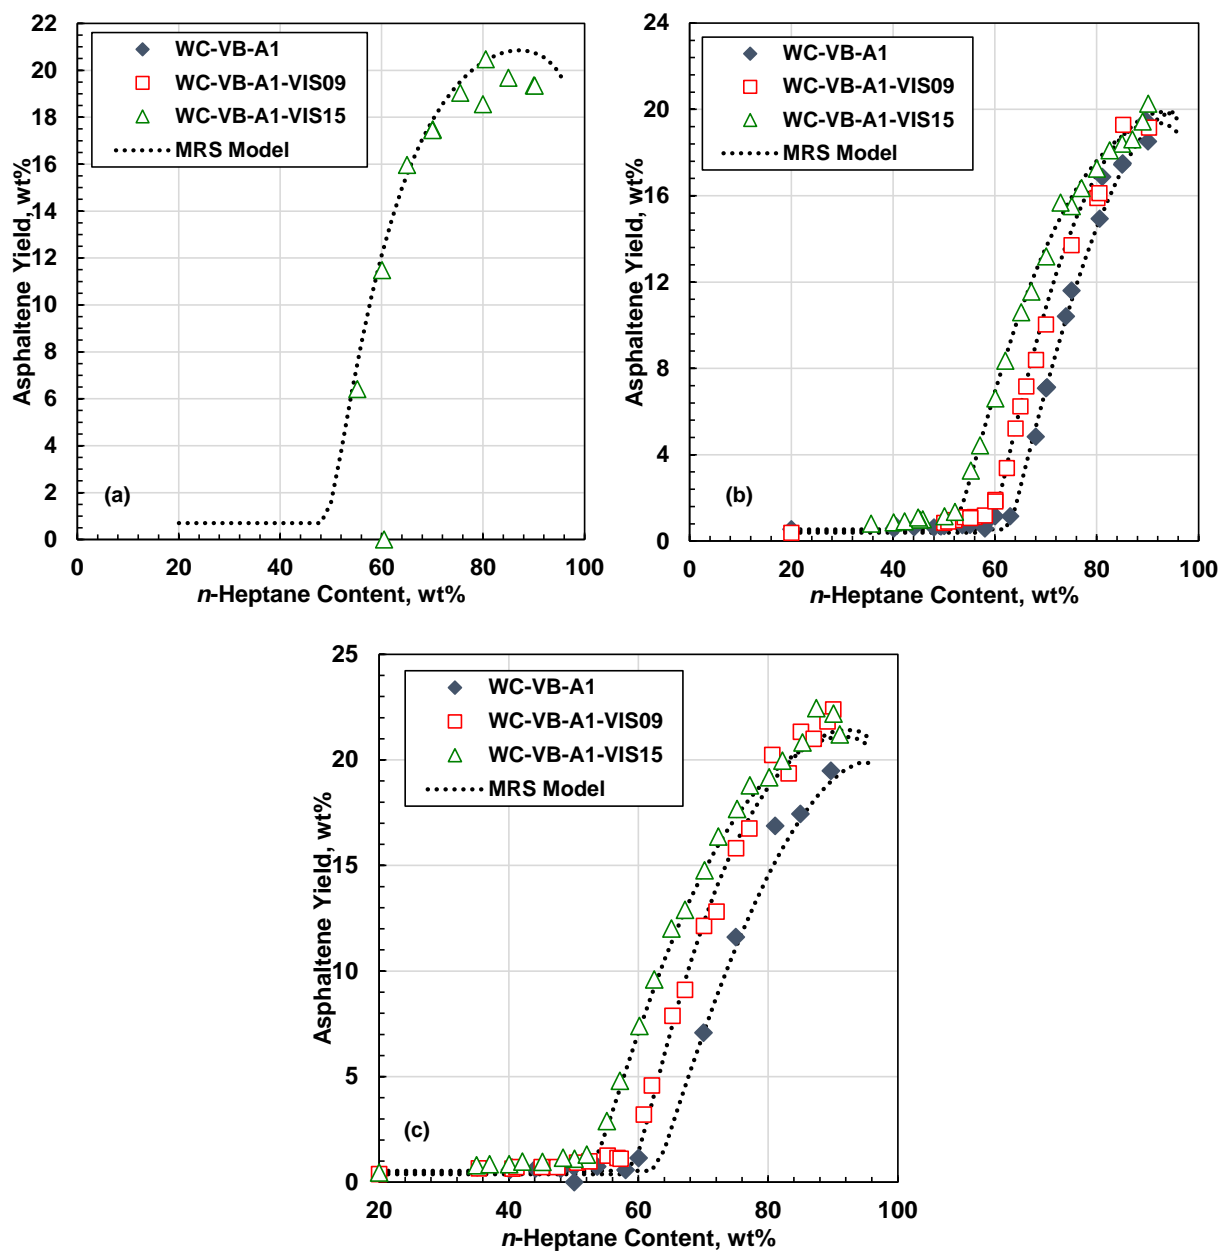 22
20
18
16
14
12
10
8
6
4
2
0
Asphaltene Yield, wt%
WC-VB-A1
WC-VB-A1-VIS09
WC-VB-A1-VIS15
MRS Model
(a)
0 20 40 60 80 100
n-Heptane Content, wt%
24
20
16
12
8
4
0
Asphaltene Yield, wt%
WC-VB-A1
WC-VB-A1-VIS09
WC-VB-A1-VIS15
MRS Model
(b)
0 20 40 60 80 100
n-Heptane Content, wt%
25
20
15
10
5
0
Asphaltene Yield, wt%
WC-VB-A1
WC-VB-A1-VIS09
WC-VB-A1-VIS15
MRS Model
(c)
20 40 60 80 100
n-Heptane Content, wt%